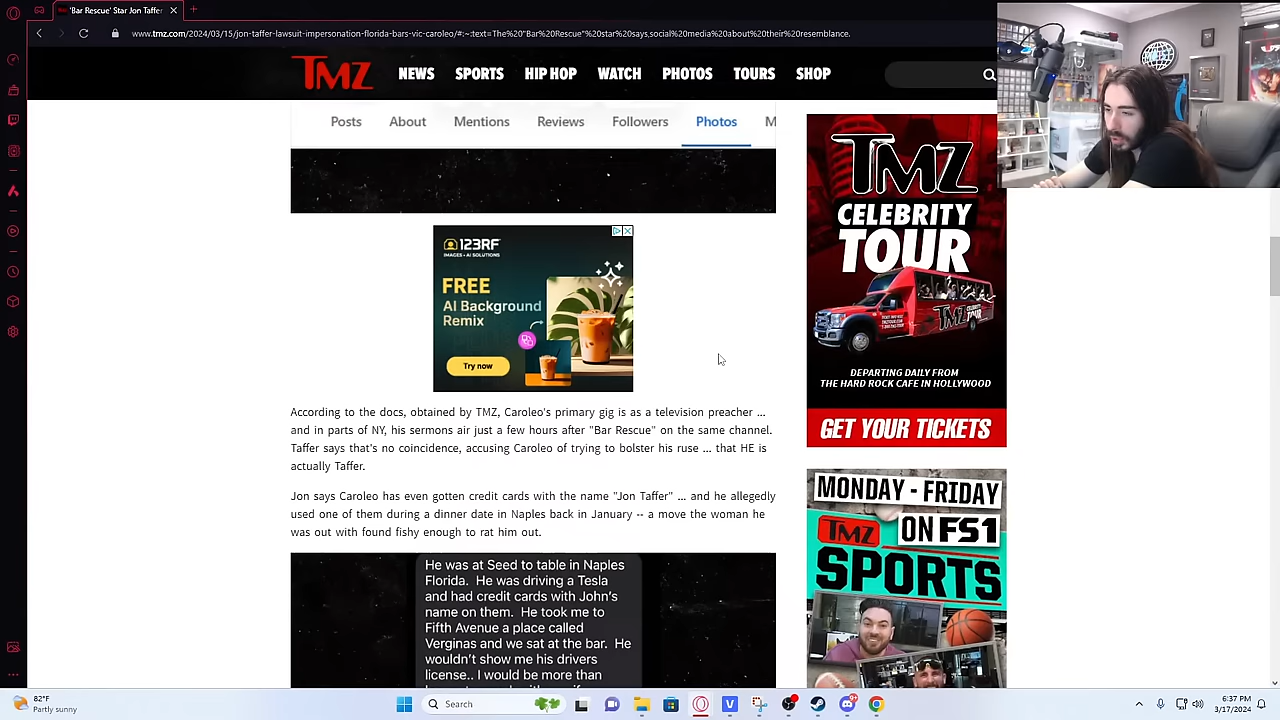 'Bar Rescue' Star Jon Taffer
www.tmz.com/2024/03/15/jon-taffer-lawsuit-impersonation-florida-bars-vic-caroleo/#:~:text=The%20"Bar%20Rescue"%20star%20says,social%20media%20about%20their%20resemblance.
TMZ
NEWS SPORTS HIP HOP WATCH PHOTOS TOURS SHOP
Posts About Mentions Reviews Followers Photos M
123RF
IMAGES + AI SOLUTIONS
FREE
AI Background
Remix
Try now
TMZ
CELEBRITY
TOUR
TMZ
CELEBRITY
TOUR
DEPARTING DAILY FROM
THE HARD ROCK CAFE IN HOLLYWOOD
GET YOUR TICKETS
According to the docs, obtained by TMZ, Caroleo's primary gig is as a television preacher ...
and in parts of NY, his sermons air just a few hours after "Bar Rescue" on the same channel.
Taffer says that's no coincidence, accusing Caroleo of trying to bolster his ruse ... that HE is
actually Taffer.
Jon says Caroleo has even gotten credit cards with the name "Jon Taffer" ... and he allegedly
used one of them during a dinner date in Naples back in January -- a move the woman he
was out with found fishy enough to rat him out.
MONDAY - FRIDAY
TMZ ON FS1
SPORTS
He was at Seed to table in Naples
Florida. He was driving a Tesla
and had credit cards with John's
name on them. He took me to
Fifth Avenue a place called
Verginas and we sat at the bar. He
wouldn't show me his drivers
license.. I would be more than
82°F
Partly sunny
Search
6:37 PM
3/17/2024